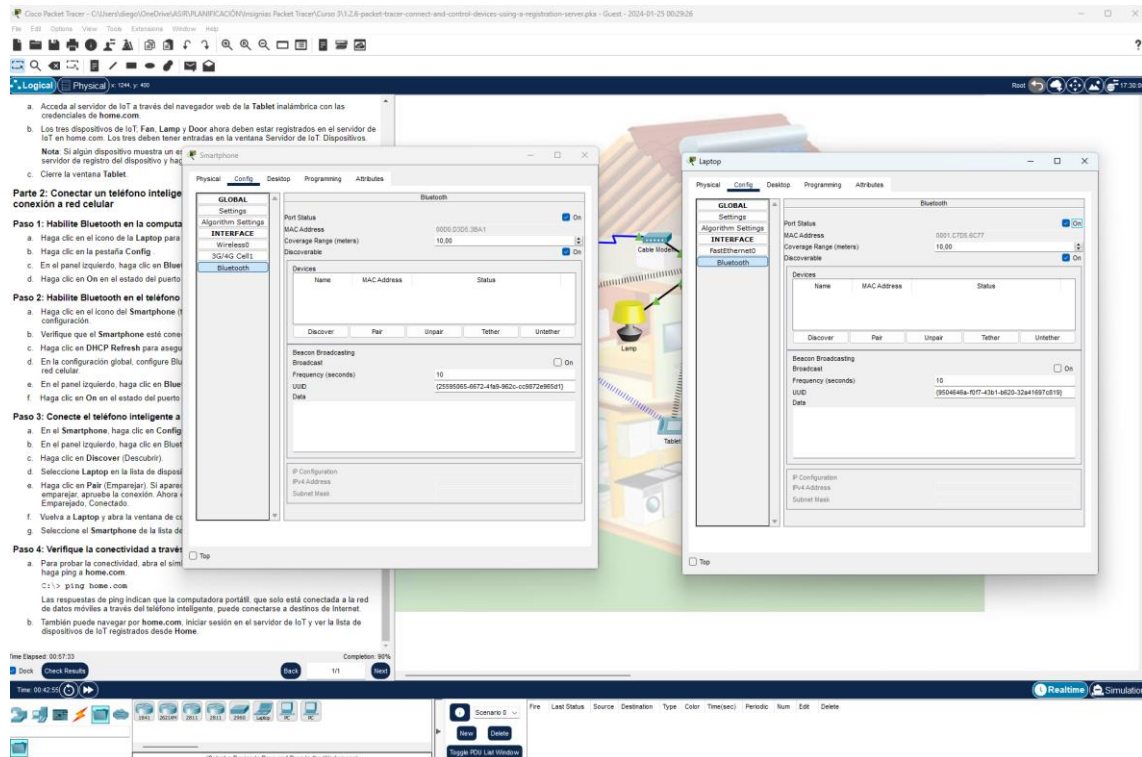 Cisco Packet Tracer - C:\Users\diego\OneDrive\ASIR\PLANIFICACIÓN\Insignias Packet Tracer\Curso 3\1.2.6-packet-tracer-connect-and-control-devices-using-a-registration-server.pka - Guest - 2024-01-25 00:29:26
File Edit Options View Tools Extensions Window Help
Logical Physical x: 1244, y: 400 Root 17:30:0
a. Acceda al servidor de IoT a través del navegador web de la Tablet inalámbrica con las
credenciales de home.com.
b. Los tres dispositivos de IoT; Fan, Lamp y Door ahora deben estar registrados en el servidor de
IoT en home.com. Los tres deben tener entradas en la ventana Servidor de IoT: Dispositivos.
Nota: Si algún dispositivo muestra un es
servidor de registro del dispositivo y hag
c. Cierre la ventana Tablet.
Parte 2: Conectar un teléfono intelige
conexión a red celular
Paso 1: Habilite Bluetooth en la computa
a. Haga clic en el icono de la Laptop para
b. Haga clic en la pestaña Config.
c. En el panel izquierdo, haga clic en Bluet
d. Haga clic en On en el estado del puerto
Paso 2: Habilite Bluetooth en el teléfono
a. Haga clic en el icono del Smartphone (t
configuración.
b. Verifique que el Smartphone esté cone
c. Haga clic en DHCP Refresh para asegu
d. En la configuración global, configure Blu
red celular.
e. En el panel izquierdo, haga clic en Blue
f. Haga clic en On en el estado del puerto
Paso 3: Conecte el teléfono inteligente a
a. En el Smartphone, haga clic en Config
b. En el panel izquierdo, haga clic en Bluet
c. Haga clic en Discover (Descubrir).
d. Seleccione Laptop en la lista de disposi
e. Haga clic en Pair (Emparejar). Si apare
emparejar, apruebe la conexión. Ahora e
Emparejado, Conectado.
f. Vuelva a Laptop y abra la ventana de co
g. Seleccione el Smartphone de la lista de
Paso 4: Verifique la conectividad a través
a. Para probar la conectividad, abra el sím
haga ping a home.com.
C:\> ping home.com
Las respuestas de ping indican que la computadora portátil, que solo está conectada a la red
de datos móviles a través del teléfono inteligente, puede conectarse a destinos de Internet.
b. También puede navegar por home.com, iniciar sesión en el servidor de IoT y ver la lista de
dispositivos de IoT registrados desde Home.
Time Elapsed: 00:57:33 Completion: 90%
Dock Check Results Back 1/1 Next
Smartphone
Physical Config Desktop Programming Attributes
GLOBAL
Settings
Algorithm Settings
INTERFACE
Wireless0
3G/4G Cell1
Bluetooth
Bluetooth
Port Status On
MAC Address 0000.D3D5.3BA1
Coverage Range (meters) 10,00
Discoverable On
Devices
Name MAC Address Status
Discover Pair Unpair Tether Untether
Beacon Broadcasting
Broadcast On
Frequency (seconds) 10
UUID {25595065-6672-4fa9-962c-cc9872e965d1}
Data
IP Configuration
IPv4 Address
Subnet Mask
Top
Cable Modem
Lamp
Tablet
Laptop
Physical Config Desktop Programming Attributes
GLOBAL
Settings
Algorithm Settings
INTERFACE
FastEthernet0
Bluetooth
Bluetooth
Port Status On
MAC Address 0001.C7D5.6C77
Coverage Range (meters) 10,00
Discoverable On
Devices
Name MAC Address Status
Discover Pair Unpair Tether Untether
Beacon Broadcasting
Broadcast On
Frequency (seconds) 10
UUID {9504646a-f0f7-43b1-b620-32a41697c819}
Data
IP Configuration
IPv4 Address
Subnet Mask
Top
Time: 00:42:55 Realtime Simulation
1941 2620XM 2811 2811 2960 Laptop PC PC
Scenario 0
New Delete
Toggle PDU List Window
Fire Last Status Source Destination Type Color Time(sec) Periodic Num Edit Delete